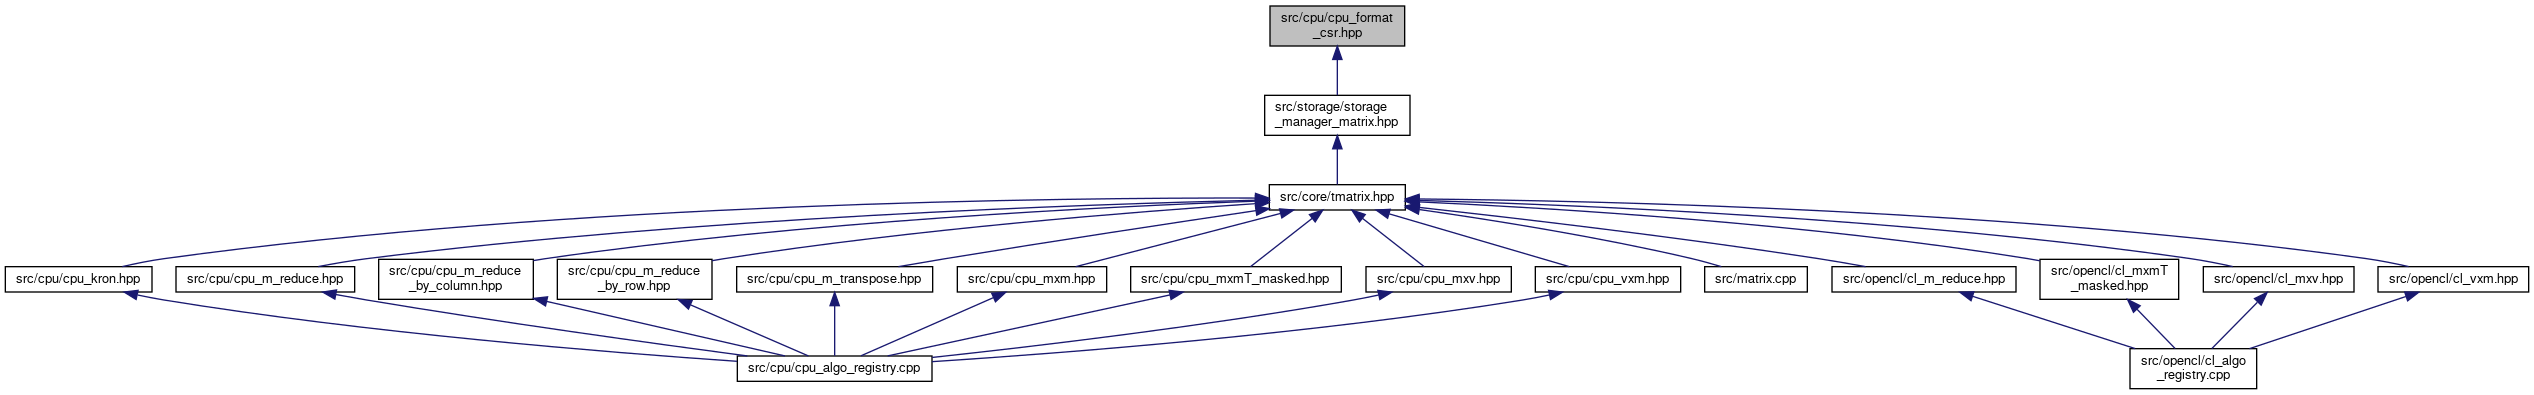 src/cpu/cpu_format
_csr.hpp
src/storage/storage
_manager_matrix.hpp
src/core/tmatrix.hpp
src/cpu/cpu_kron.hpp
src/cpu/cpu_m_reduce.hpp
src/cpu/cpu_m_reduce
_by_column.hpp
src/cpu/cpu_m_reduce
_by_row.hpp
src/cpu/cpu_m_transpose.hpp
src/cpu/cpu_mxm.hpp
src/cpu/cpu_mxmT_masked.hpp
src/cpu/cpu_mxv.hpp
src/cpu/cpu_vxm.hpp
src/matrix.cpp
src/opencl/cl_m_reduce.hpp
src/opencl/cl_mxmT
_masked.hpp
src/opencl/cl_mxv.hpp
src/opencl/cl_vxm.hpp
src/cpu/cpu_algo_registry.cpp
src/opencl/cl_algo
_registry.cpp